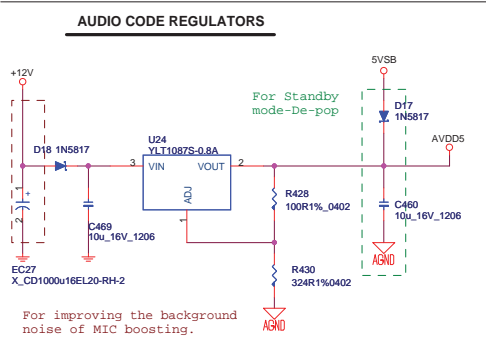 AUDIO CODE REGULATORS
5VSB
+12V
For Standby
mode-De-pop
D17
1N5817
AVDD5
D18 1N5817
U24
YLT1087S-0.8A
3
VIN
VOUT
2
ADJ
1
1
+
2
R428
100R1%_0402
C460
10u_16V_1206
C469
10u_16V_1206
AGND
EC27
X_CD1000u16EL20-RH-2
R430
324R1%0402
For improving the background
noise of MIC boosting.
AGND